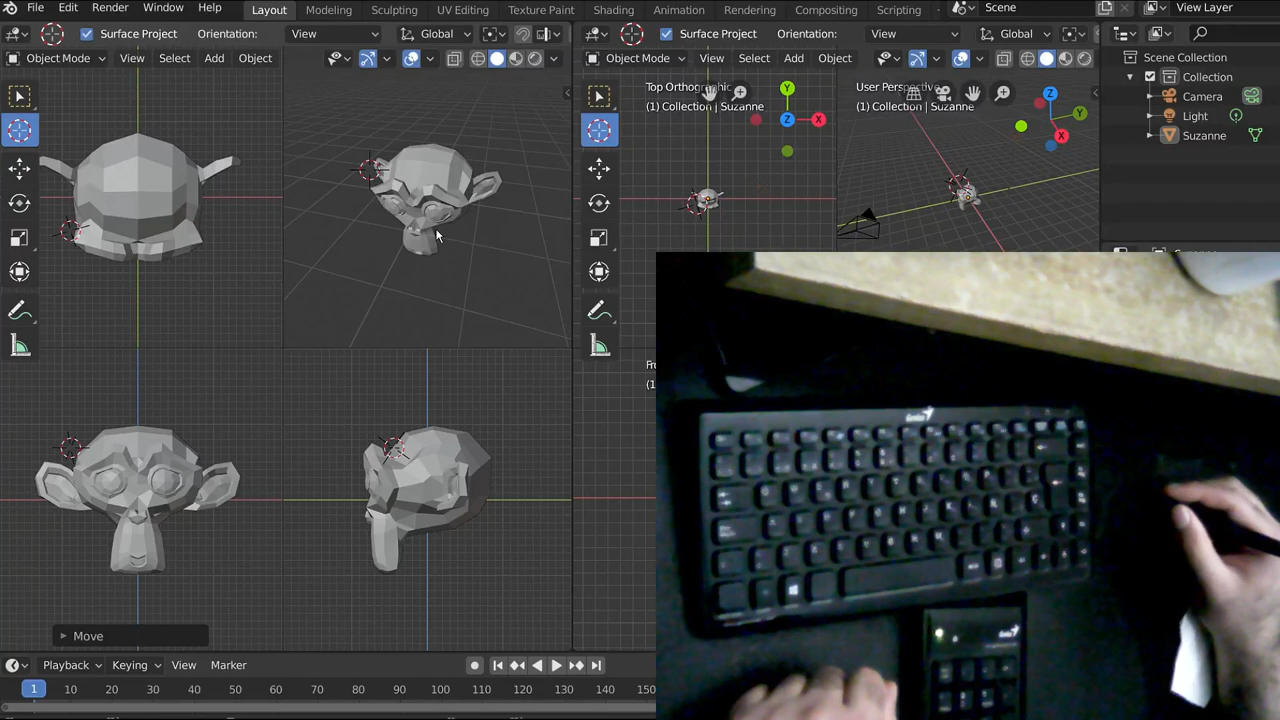 File Edit Render Window Help Layout Modeling Sculpting UV Editing Texture Paint Shading Animation Rendering Compositing Scripting Scene View Layer
Surface Project Orientation: View Global Surface Project Orientation: View Global
Object Mode View Select Add Object Object Mode View Select Add Object
Scene Collection
Collection
Camera
Light
Suzanne
Top Orthographic
(1) Collection | Suzanne
User Perspective
(1) Collection | Suzanne
X
Y
Z
Z
Y
X
Move
Playback Keying View Marker
1 10 20 30 40 50 60 70 80 90 100 110 120 130 140
Genius